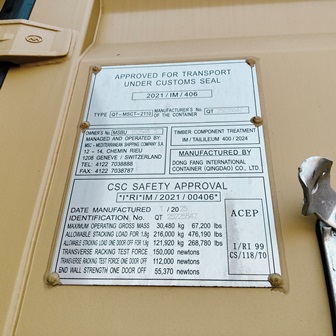 APPROVED FOR TRANSPORT
UNDER CUSTOMS SEAL
2021 / IM / 406
TYPE QT-MSCT-2110 MANUFACTURER'S No. OF THE CONTAINER QT
OWNER'S No. MSBU
MANAGED AND OPERATED BY
MSC – MEDITERRANEAN SHIPPING COMPANY S.A.
12 – 14, CHEMIN RIEU
1208 GENEVE / SWITZERLAND
TEL: 4122 7038888
FAX: 4122 7038787
TIMBER COMPONENT TREATMENT
IM / TAILILEUM 400 / 2024
MANUFACTURED BY
DONG FANG INTERNATIONAL
CONTAINER (QINGDAO) CO., LTD.
CSC SAFETY APPROVAL
"I*RI*IM / 2021 / 00406"
DATE MANUFACTURED / 20
IDENTIFICATION No. QT
MAXIMUM OPERATING GROSS MASS 30,480 kg 67,200 lbs
ALLOWABLE STACKING LOAD FOR 1.8g 216,000 kg 476,190 lbs
ALLOWABLE STACKING LOAD ONE DOOR OFF FOR 1.8g 121,920 kg 268,780 lbs
TRANSVERSE RACKING TEST FORCE 150,000 newtons
TRANSVERSE RACKING TEST FORCE ONE DOOR OFF 112,000 newtons
END WALL STRENGTH ONE DOOR OFF 55,370 newtons
ACEP
I/RI 99
CS/118/TO